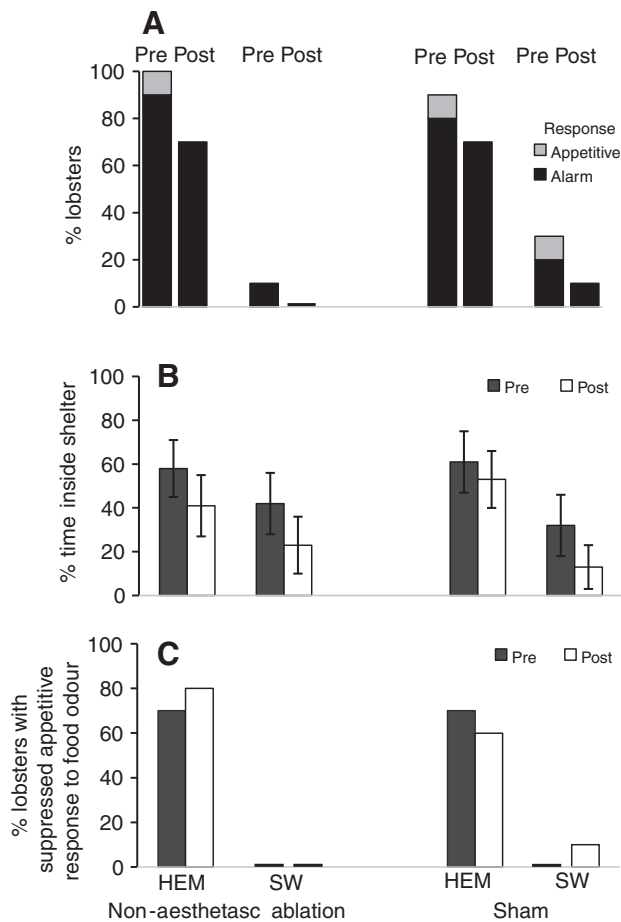 A
Pre Post Pre Post Pre Post Pre Post
100
80
60
40
20
0
% lobsters
Response
Appetitive
Alarm
B
100
80
60
40
20
0
% time inside shelter
Pre Post
C
100
80
60
40
20
0
% lobsters with
suppressed appetitive
response to food odour
Pre Post
HEM SW HEM SW
Non-aesthetasc ablation Sham